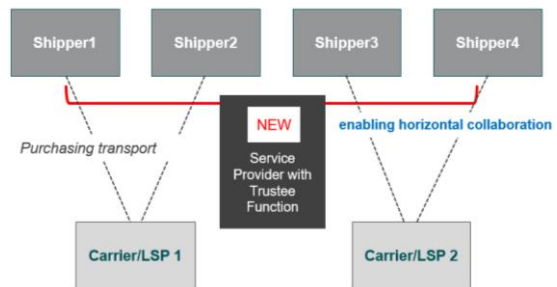 Shipper1
Shipper2
Shipper3
Shipper4
NEW
enabling horizontal collaboration
Purchasing transport
Service
Provider with
Trustee
Function
Carrier/LSP 1
Carrier/LSP 2